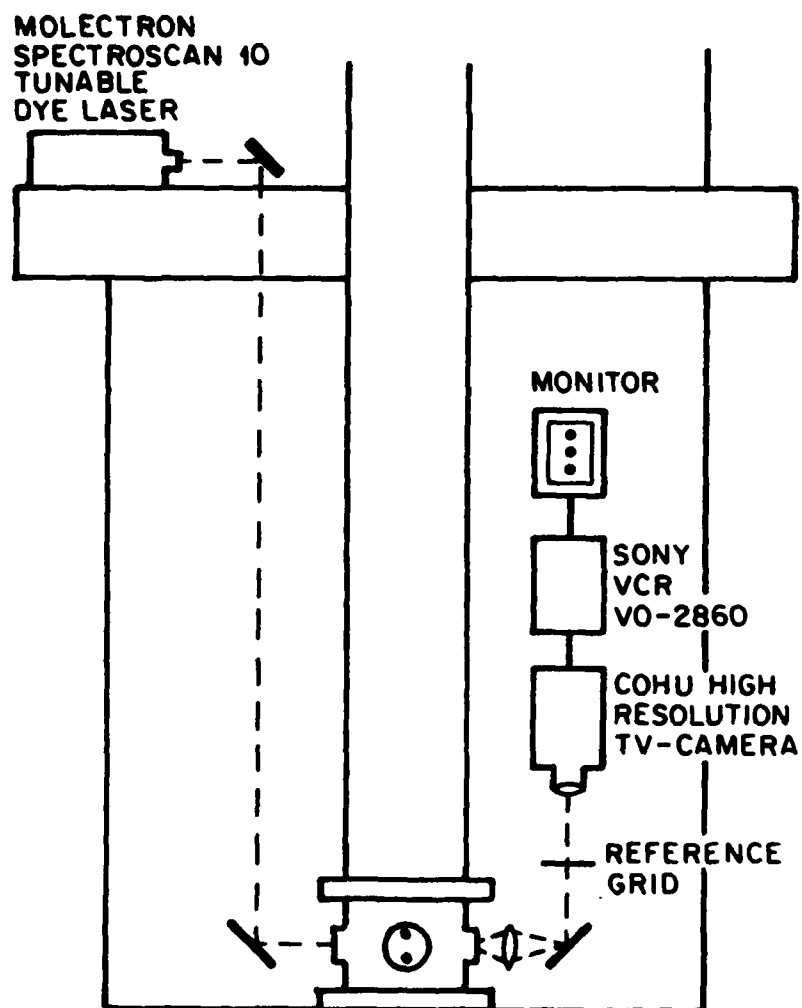 MOLECTRON
SPECTROSCAN 10
TUNABLE
DYE LASER
MONITOR
SONY
VCR
VO-2860
COHU HIGH
RESOLUTION
TV-CAMERA
REFERENCE
GRID